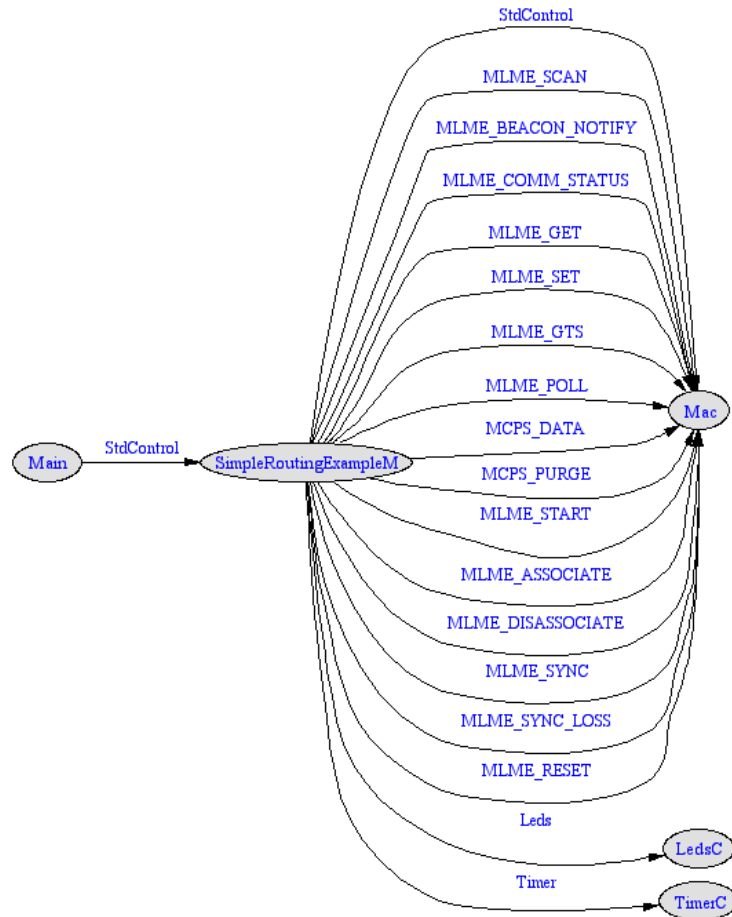 StdControl
MLME_SCAN
MLME_BEACON_NOTIFY
MLME_COMM_STATUS
MLME_GET
MLME_SET
MLME_GTS
MLME_POLL
Mac
MCPS_DATA
StdControl
Main
SimpleRoutingExampleM
MCPS_PURGE
MLME_START
MLME_ASSOCIATE
MLME_DISASSOCIATE
MLME_SYNC
MLME_SYNC_LOSS
MLME_RESET
Leds
LedsC
Timer
TimerC